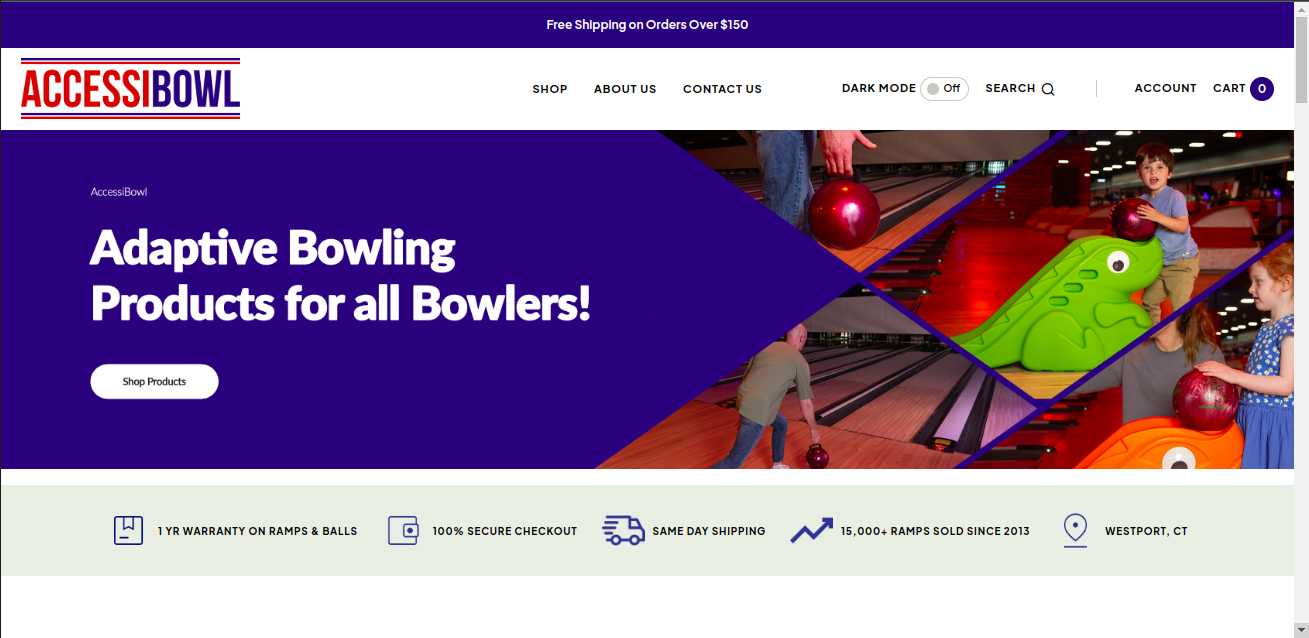 Free Shipping on Orders Over $150
ACCESSIBOWL
SHOP ABOUT US CONTACT US DARK MODE Off SEARCH ACCOUNT CART 0
AccessiBowl
Adaptive Bowling
Products for all Bowlers!
Shop Products
1 YR WARRANTY ON RAMPS & BALLS 100% SECURE CHECKOUT SAME DAY SHIPPING 15,000+ RAMPS SOLD SINCE 2013 WESTPORT, CT